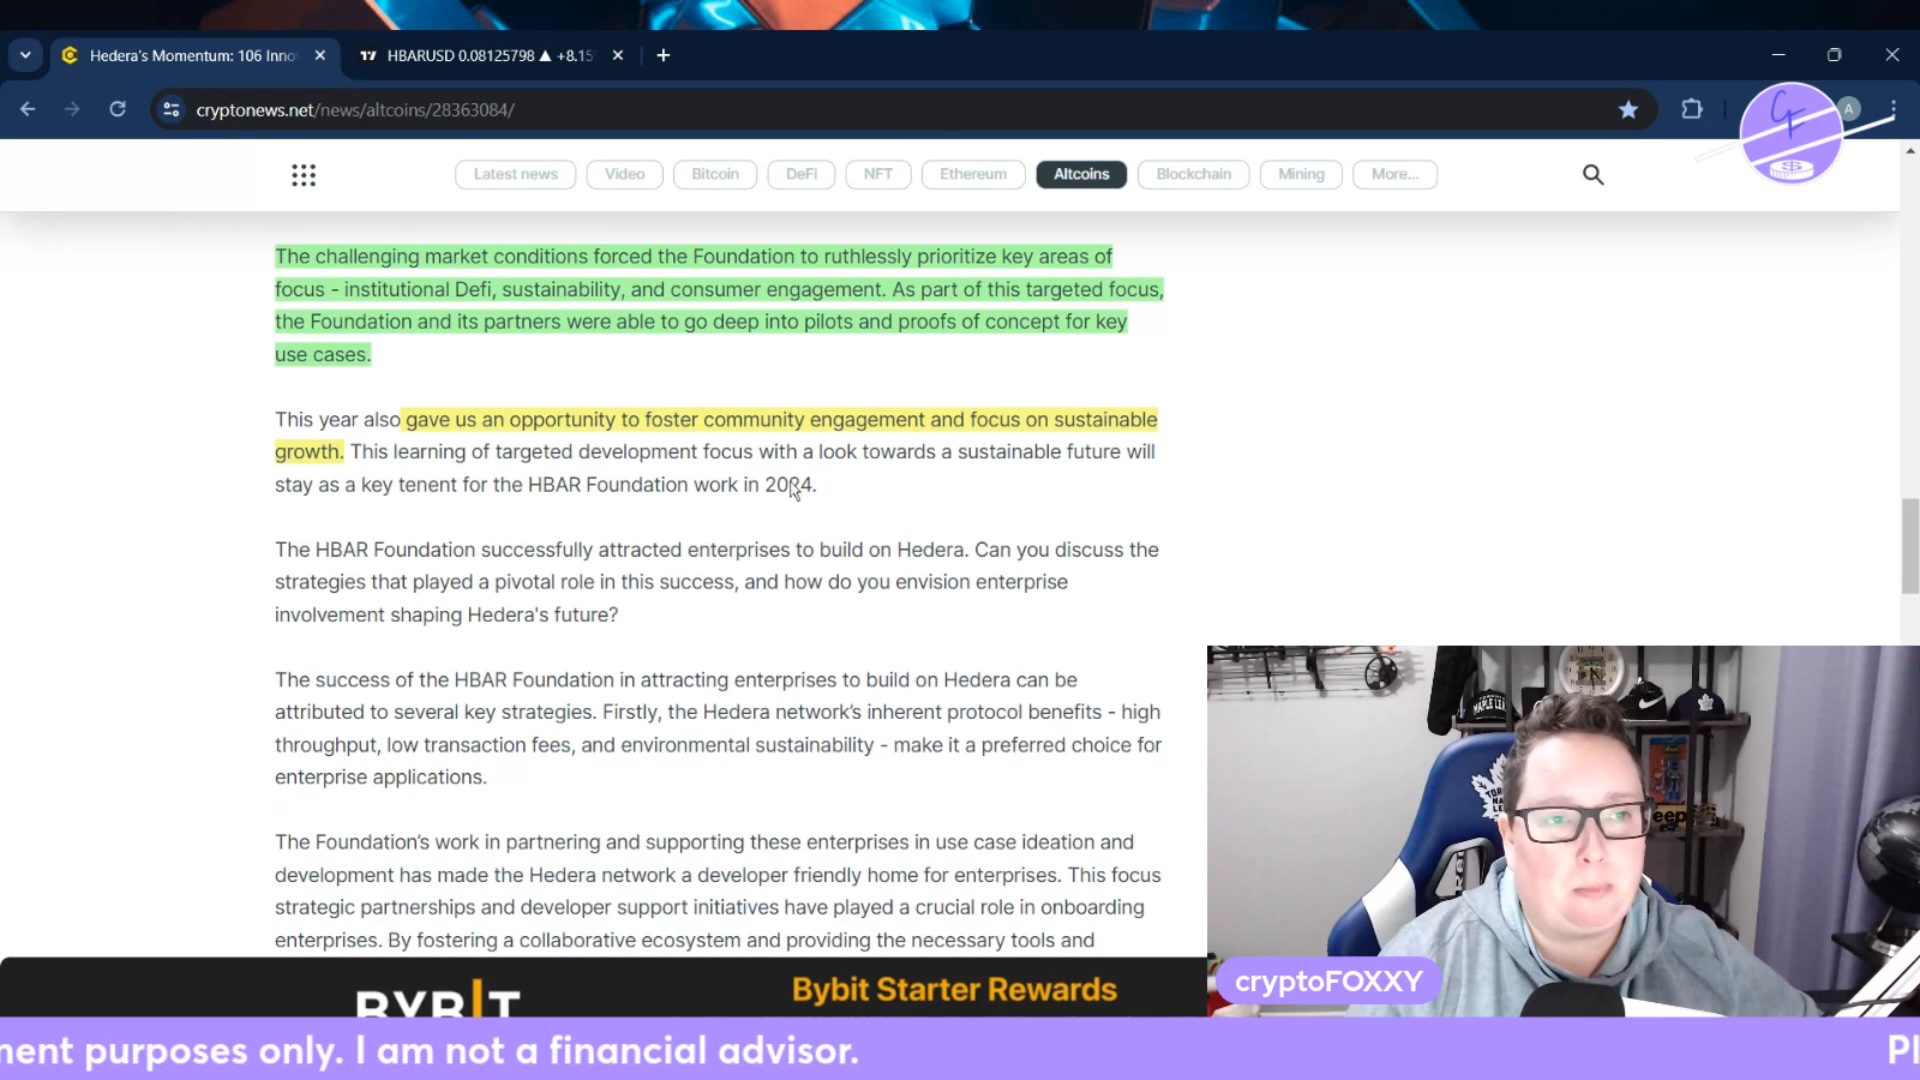 Hedera's Momentum: 106 Inno
HBARUSD 0.08125798 ▲ +8.15
cryptonews.net/news/altcoins/28363084/
A
Latest news
Video
Bitcoin
DeFi
NFT
Ethereum
Altcoins
Blockchain
Mining
More...
The challenging market conditions forced the Foundation to ruthlessly prioritize key areas of
focus - institutional Defi, sustainability, and consumer engagement. As part of this targeted focus,
the Foundation and its partners were able to go deep into pilots and proofs of concept for key
use cases.
This year also gave us an opportunity to foster community engagement and focus on sustainable
growth. This learning of targeted development focus with a look towards a sustainable future will
stay as a key tenent for the HBAR Foundation work in 2024.
The HBAR Foundation successfully attracted enterprises to build on Hedera. Can you discuss the
strategies that played a pivotal role in this success, and how do you envision enterprise
involvement shaping Hedera's future?
The success of the HBAR Foundation in attracting enterprises to build on Hedera can be
attributed to several key strategies. Firstly, the Hedera network's inherent protocol benefits - high
throughput, low transaction fees, and environmental sustainability - make it a preferred choice for
enterprise applications.
The Foundation's work in partnering and supporting these enterprises in use case ideation and
development has made the Hedera network a developer friendly home for enterprises. This focus
strategic partnerships and developer support initiatives have played a crucial role in onboarding
enterprises. By fostering a collaborative ecosystem and providing the necessary tools and
BYBIT
Bybit Starter Rewards
MAPLE LEA
cryptoFOXXY
ment purposes only. I am not a financial advisor.
Pl